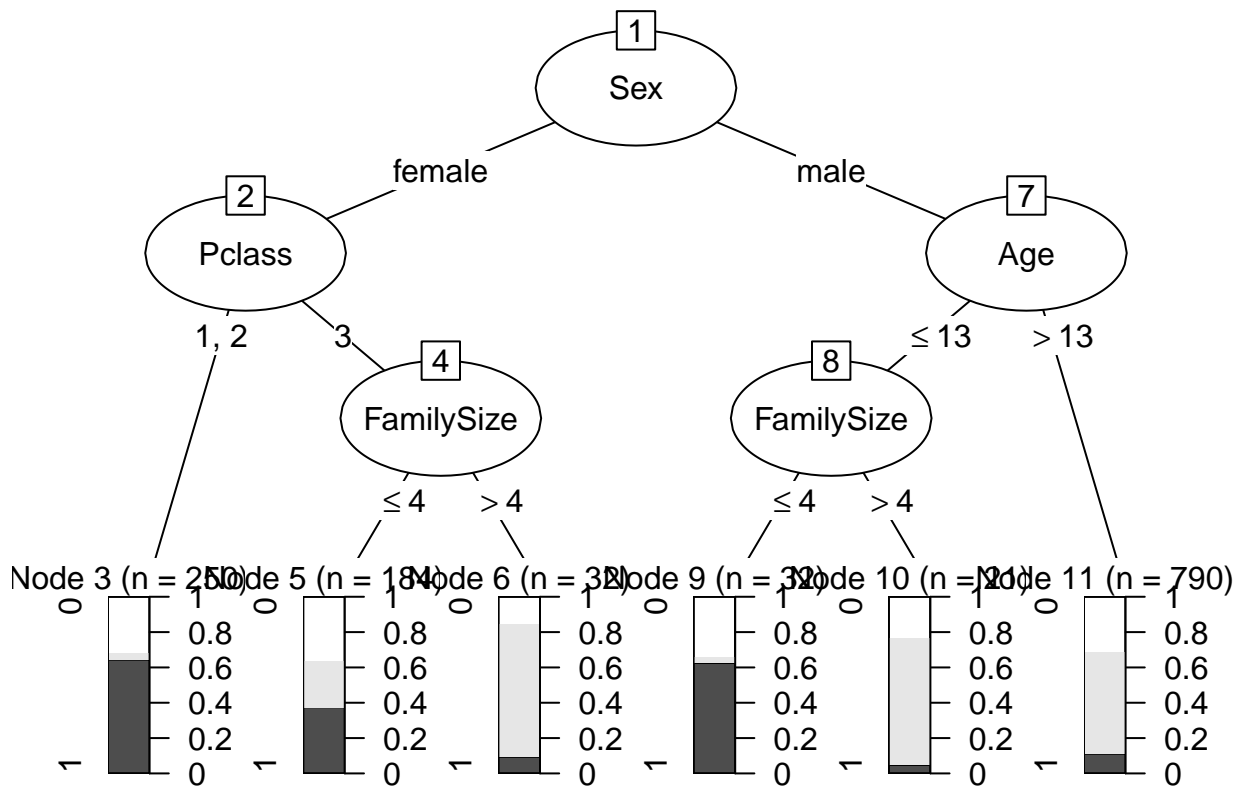 1
Sex
female male
2 7
Pclass Age
1, 2 3 ≤ 13 > 13
4 8
FamilySize FamilySize
≤ 4 > 4 ≤ 4 > 4
Node 3 (n = 250) Node 5 (n = 184) Node 6 (n = 32) Node 9 (n = 32) Node 10 (n = 21) Node 11 (n = 790)
0 1 0 1 0 1 0 1 0 1 0 1
0.8 0.8 0.8 0.8 0.8 0.8
0.6 0.6 0.6 0.6 0.6 0.6
0.4 0.4 0.4 0.4 0.4 0.4
0.2 0.2 0.2 0.2 0.2 0.2
1 0 1 0 1 0 1 0 1 0 1 0